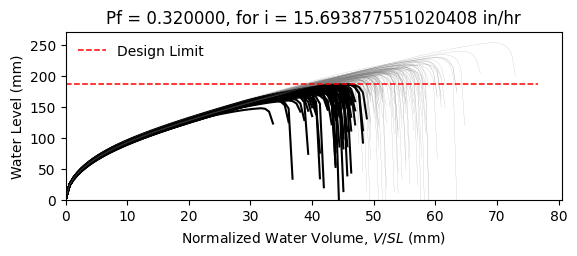 Pf = 0.320000, for i = 15.693877551020408 in/hr
Water Level (mm)
250
200
150
100
50
0
Design Limit
0 10 20 30 40 50 60 70 80
Normalized Water Volume, V/SL (mm)